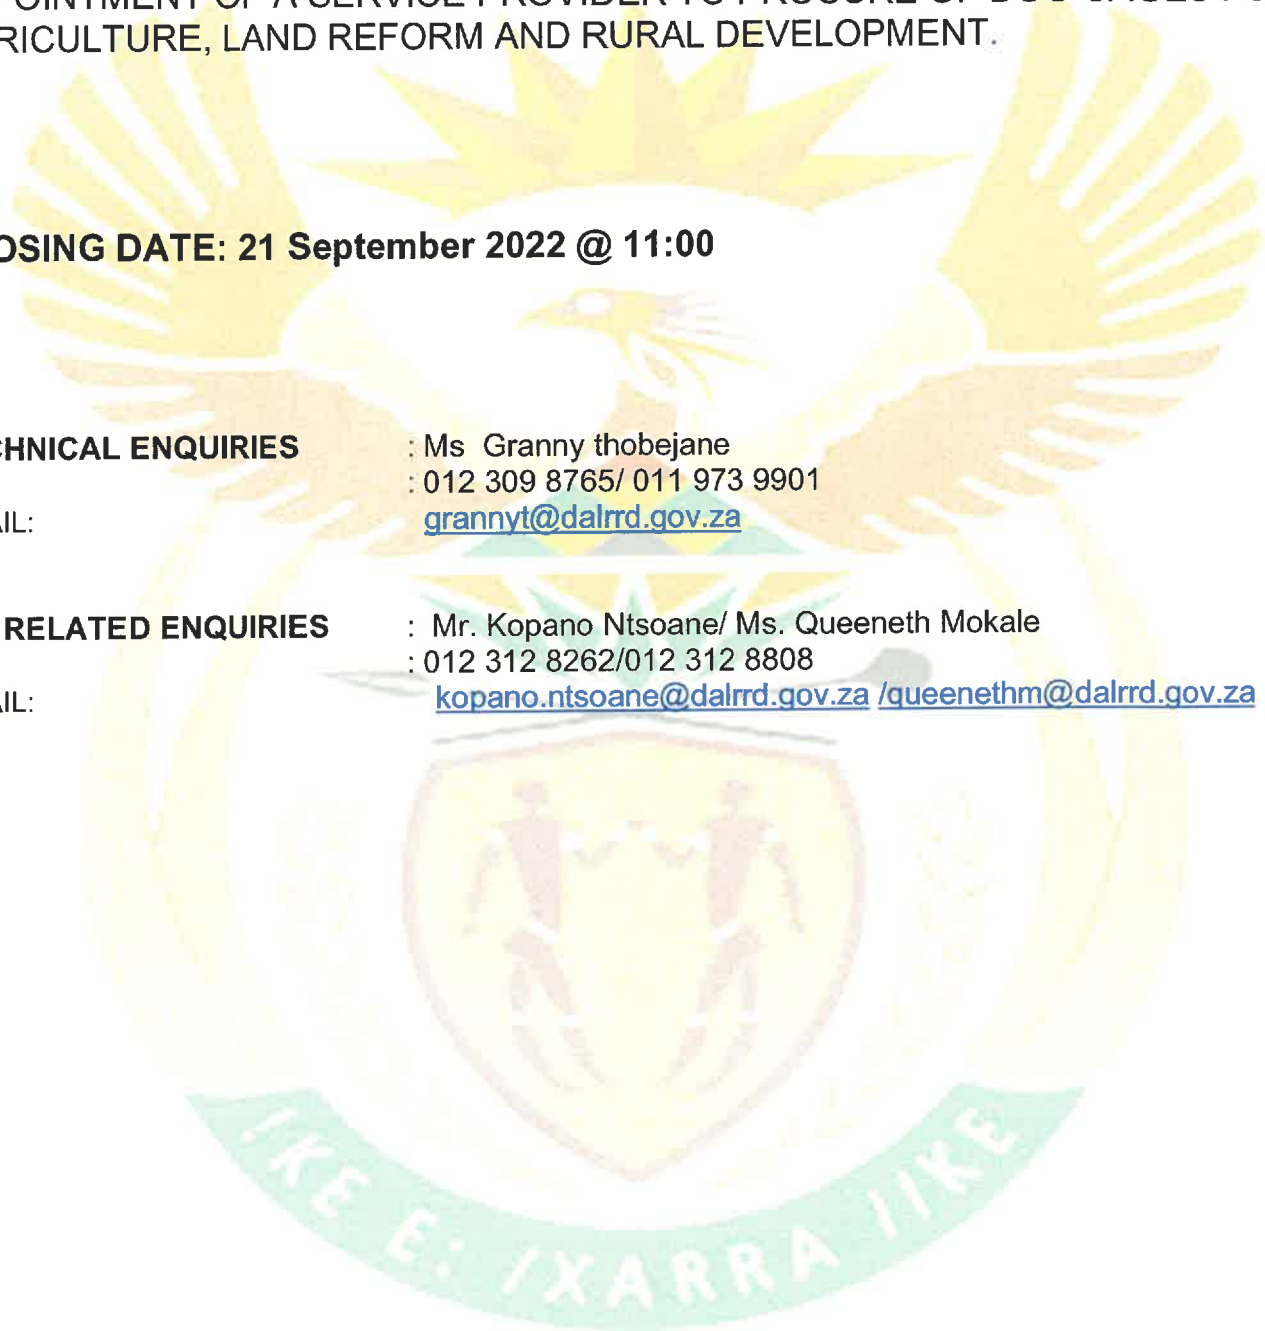 RICULTURE, LAND REFORM AND RURAL DEVELOPMENT.
OSING DATE: 21 September 2022 @ 11:00
CHNICAL ENQUIRIES : Ms Granny thobejane
: 012 309 8765/ 011 973 9901
AIL: grannyt@dalrrd.gov.za
RELATED ENQUIRIES : Mr. Kopano Ntsoane/ Ms. Queeneth Mokale
: 012 312 8262/012 312 8808
AIL: kopano.ntsoane@dalrrd.gov.za /queenethm@dalrrd.gov.za
!KE E: /XARRA //KE